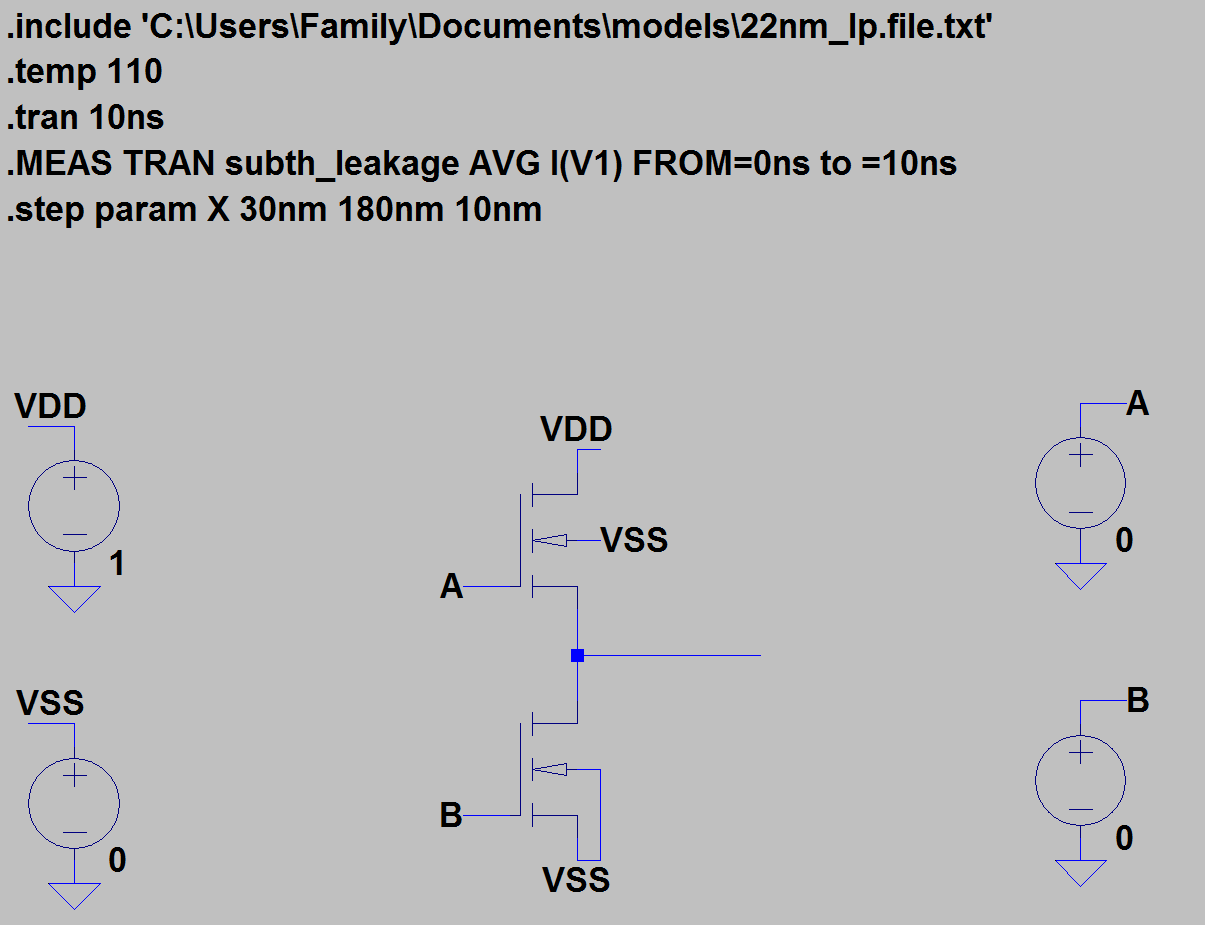 .include 'C:\Users\Family\Documents\models\22nm_lp.file.txt'
.temp 110
.tran 10ns
.MEAS TRAN subth_leakage AVG I(V1) FROM=0ns to =10ns
.step param X 30nm 180nm 10nm
VDD
1
VSS
0
VDD
VSS
A
B
VSS
A
0
B
0